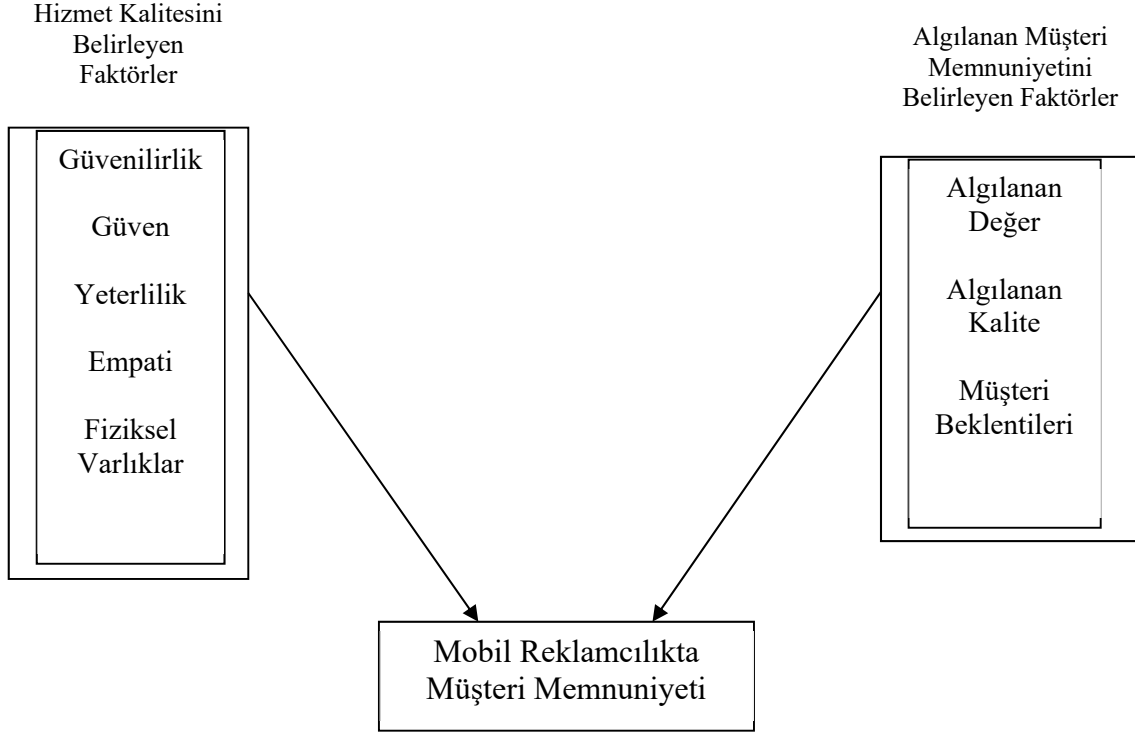 Hizmet Kalitesini
Belirleyen
Faktörler
Güvenilirlik
Güven
Yeterlilik
Empati
Fiziksel
Varlıklar
Algılanan Müşteri
Memnuniyetini
Belirleyen Faktörler
Algılanan
Değer
Algılanan
Kalite
Müşteri
Beklentileri
Mobil Reklamcılıkta
Müşteri Memnuniyeti